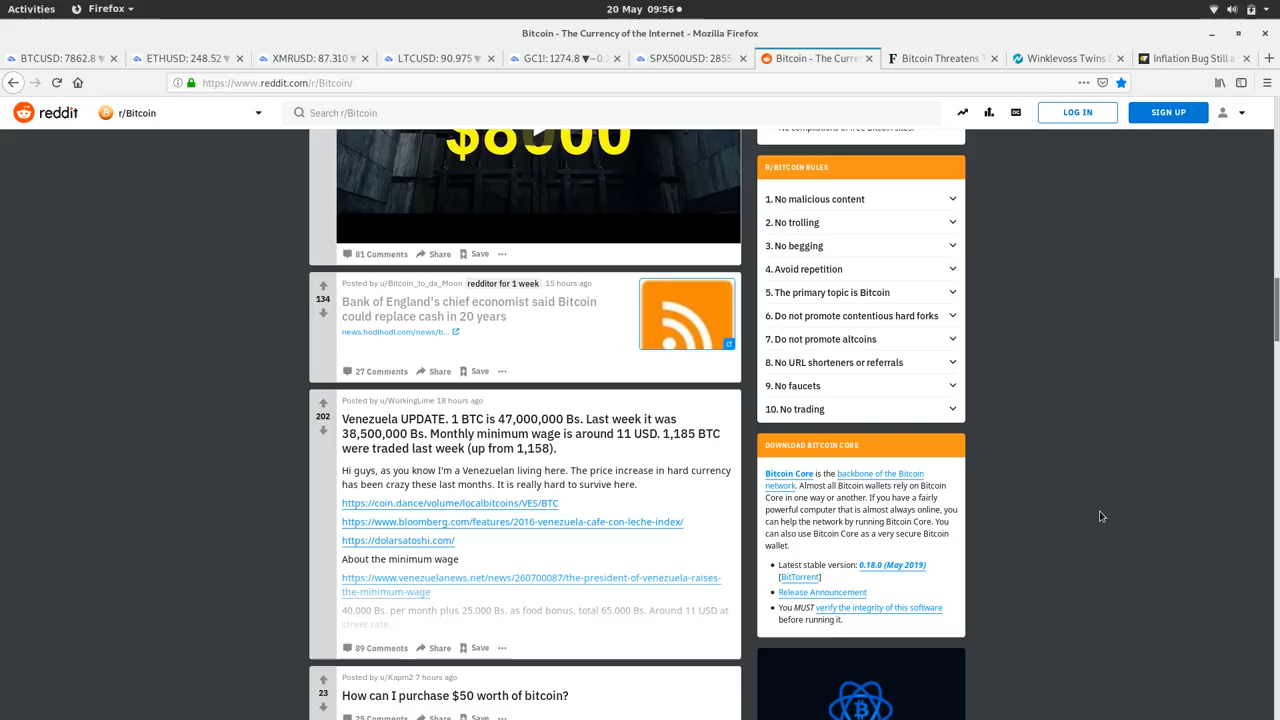 Activities
Firefox
20 May 09:56
Bitcoin - The Currency of the Internet - Mozilla Firefox
BTCUSD: 7862.8
ETHUSD: 248.52
XMRUSD: 87.310
LTCUSD: 90.975
GC1!: 1274.8 ▼−0.
SPX500USD: 2855
Bitcoin - The Curre
Bitcoin Threatens
Winklevoss Twins
Inflation Bug Still a
https://www.reddit.com/r/Bitcoin/
reddit
r/Bitcoin
Search r/Bitcoin
LOG IN
SIGN UP
$8000
81 Comments
Share
Save
134
Posted by u/Bitcoin_to_da_Moon redditor for 1 week 15 hours ago
Bank of England's chief economist said Bitcoin
could replace cash in 20 years
news.hodlhodl.com/news/b...
27 Comments
Share
Save
202
Posted by u/WorkingLime 18 hours ago
Venezuela UPDATE. 1 BTC is 47,000,000 Bs. Last week it was
38,500,000 Bs. Monthly minimum wage is around 11 USD. 1,185 BTC
were traded last week (up from 1,158).
Hi guys, as you know I'm a Venezuelan living here. The price increase in hard currency
has been crazy these last months. It is really hard to survive here.
https://coin.dance/volume/localbitcoins/VES/BTC
https://www.bloomberg.com/features/2016-venezuela-cafe-con-leche-index/
https://dolarsatoshi.com/
About the minimum wage
https://www.venezuelanews.net/news/260700087/the-president-of-venezuela-raises-
the-minimum-wage
40.000 Bs. per month plus 25.000 Bs. as food bonus, total 65.000 Bs. Around 11 USD at
street rate.
89 Comments
Share
Save
23
Posted by u/Kapm2 7 hours ago
How can I purchase $50 worth of bitcoin?
25 Comments
Share
Save
No compilations of free Bitcoin sites.
R/BITCOIN RULES
1. No malicious content
2. No trolling
3. No begging
4. Avoid repetition
5. The primary topic is Bitcoin
6. Do not promote contentious hard forks
7. Do not promote altcoins
8. No URL shorteners or referrals
9. No faucets
10. No trading
DOWNLOAD BITCOIN CORE
Bitcoin Core is the backbone of the Bitcoin
network. Almost all Bitcoin wallets rely on Bitcoin
Core in one way or another. If you have a fairly
powerful computer that is almost always online, you
can help the network by running Bitcoin Core. You
can also use Bitcoin Core as a very secure Bitcoin
wallet.
Latest stable version: 0.18.0 (May 2019)
[BitTorrent]
Release Announcement
You MUST verify the integrity of this software
before running it.